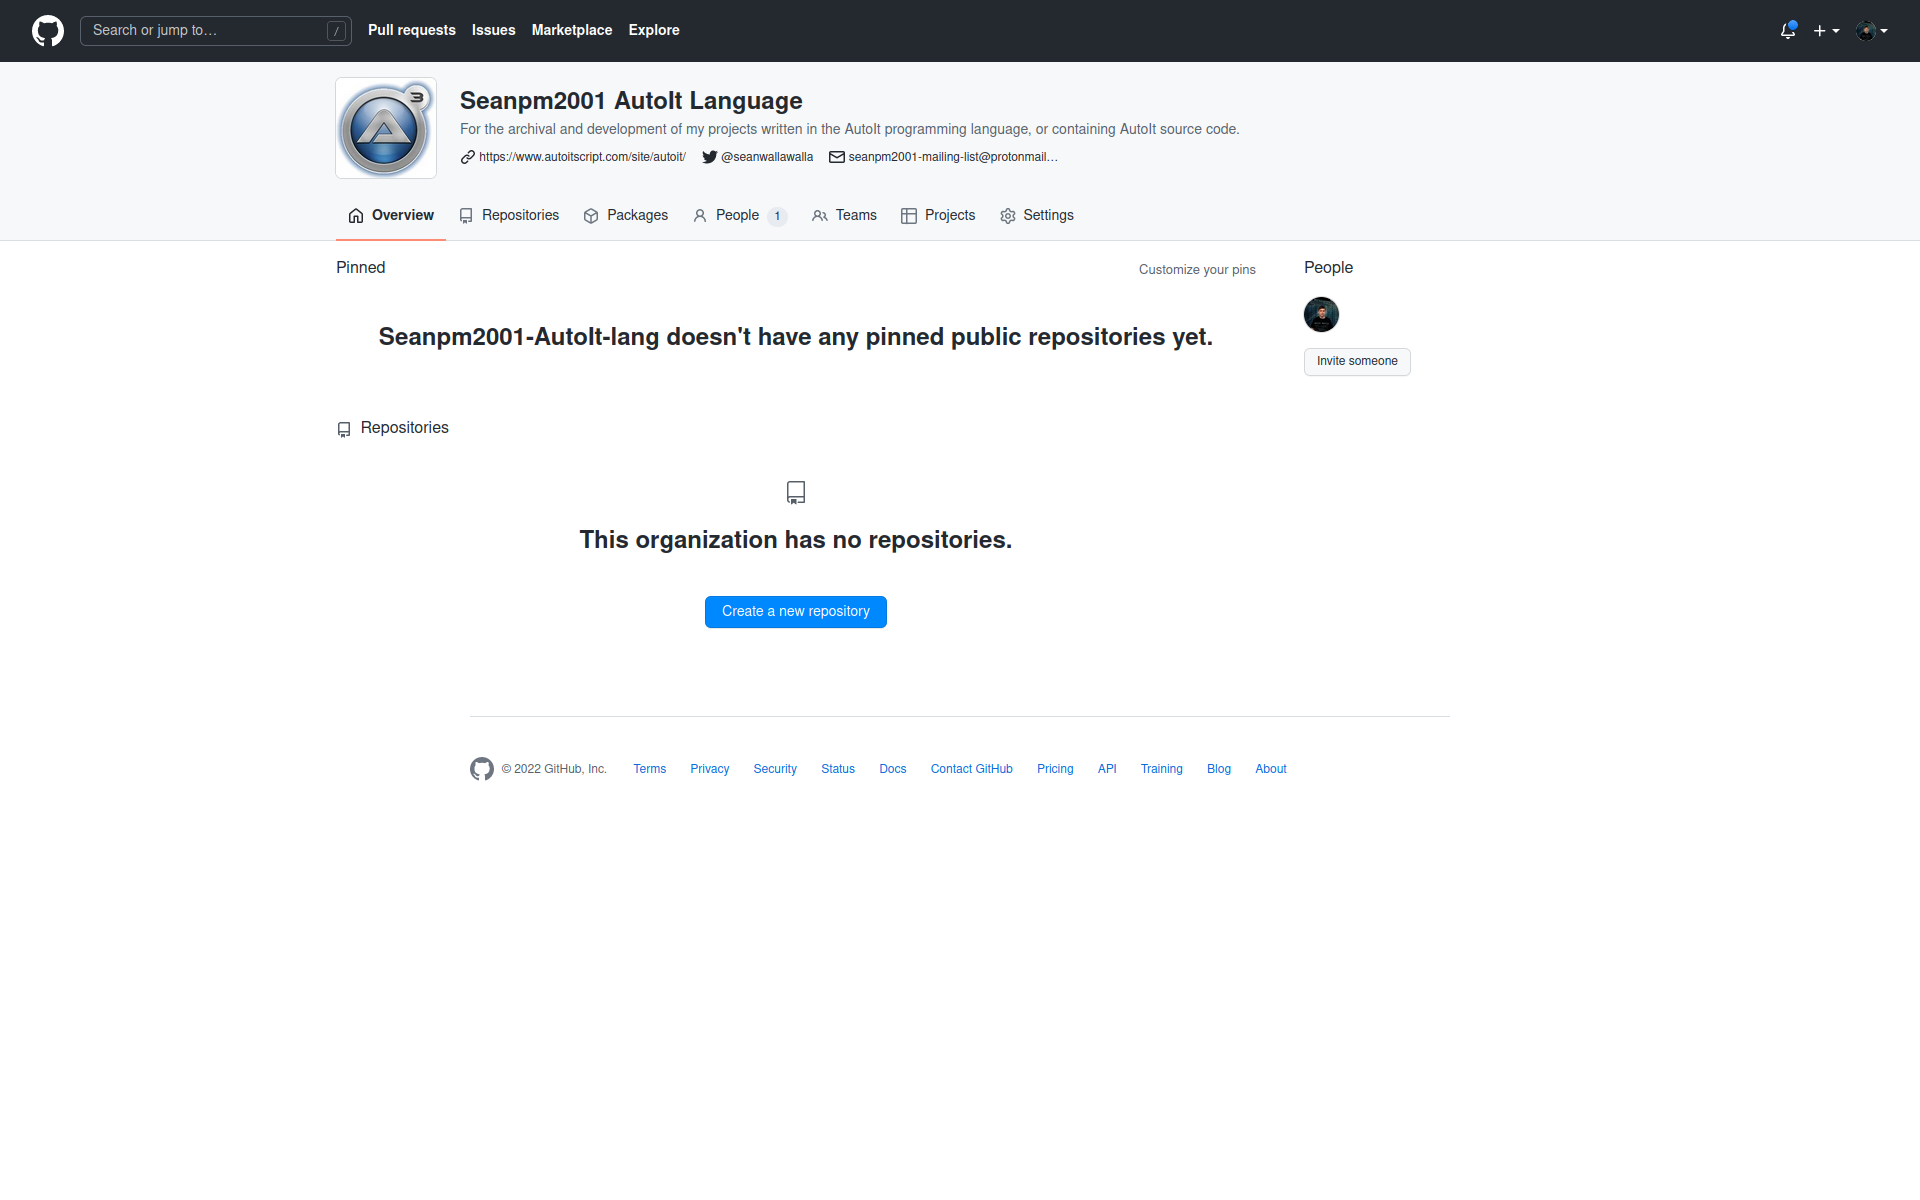 Search or jump to… /
Pull requests
Issues
Marketplace
Explore
3
Seanpm2001 AutoIt Language
For the archival and development of my projects written in the AutoIt programming language, or containing AutoIt source code.
https://www.autoitscript.com/site/autoit/ @seanwallawalla seanpm2001-mailing-list@protonmail…
Overview Repositories Packages People 1 Teams Projects Settings
Pinned
Customize your pins
Seanpm2001-AutoIt-lang doesn't have any pinned public repositories yet.
People
Invite someone
Repositories
This organization has no repositories.
Create a new repository
© 2022 GitHub, Inc. Terms Privacy Security Status Docs Contact GitHub Pricing API Training Blog About